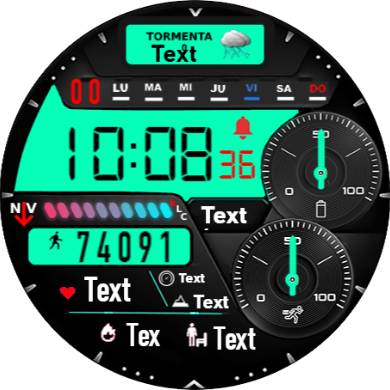 TORMENTA
Text
00 LU MA MI JU VI SA DO
10:08 36
50
0 100
N V
L
C
Text
74091
50
0 100
Text
Text
Text
Tex
Text